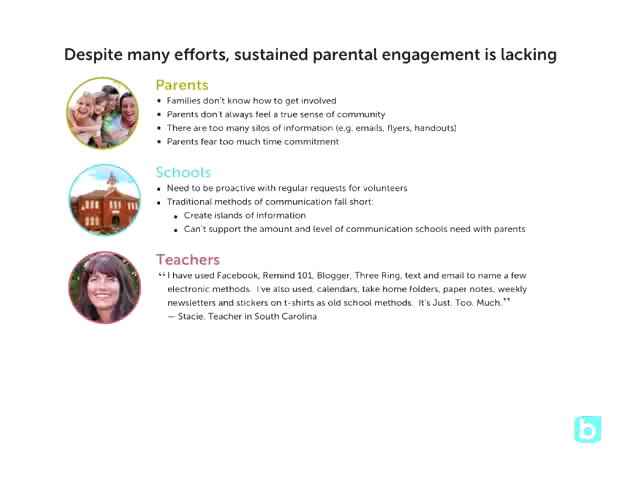 Despite many efforts, sustained parental engagement is lacking
Parents
• Families don't know how to get involved
• Parents don't always feel a true sense of community
• There are too many silos of information (e.g. emails, flyers, handouts)
• Parents fear too much time commitment
Schools
• Need to be proactive with regular requests for volunteers
• Traditional methods of communication fall short:
• Create islands of information
• Can't support the amount and level of communication schools need with parents
Teachers
“I have used Facebook, Remind 101, Blogger, Three Ring, text and email to name a few
electronic methods. I've also used, calendars, take home folders, paper notes, weekly
newsletters and stickers on t-shirts as old school methods. It's Just. Too. Much.”
— Stacie. Teacher in South Carolina
b